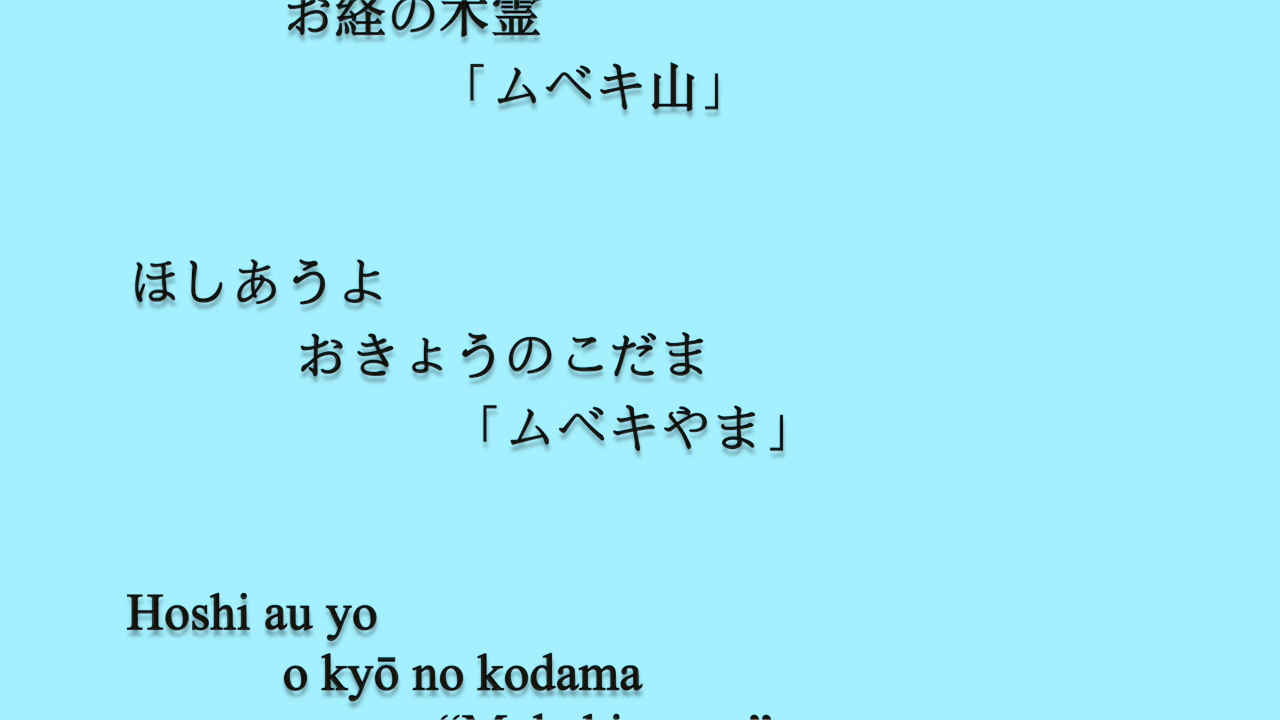 お経の木霊
「ムベキ山」
ほしあうよ
おきょうのこだま
「ムベキやま」
Hoshi au yo
o kyō no kodama